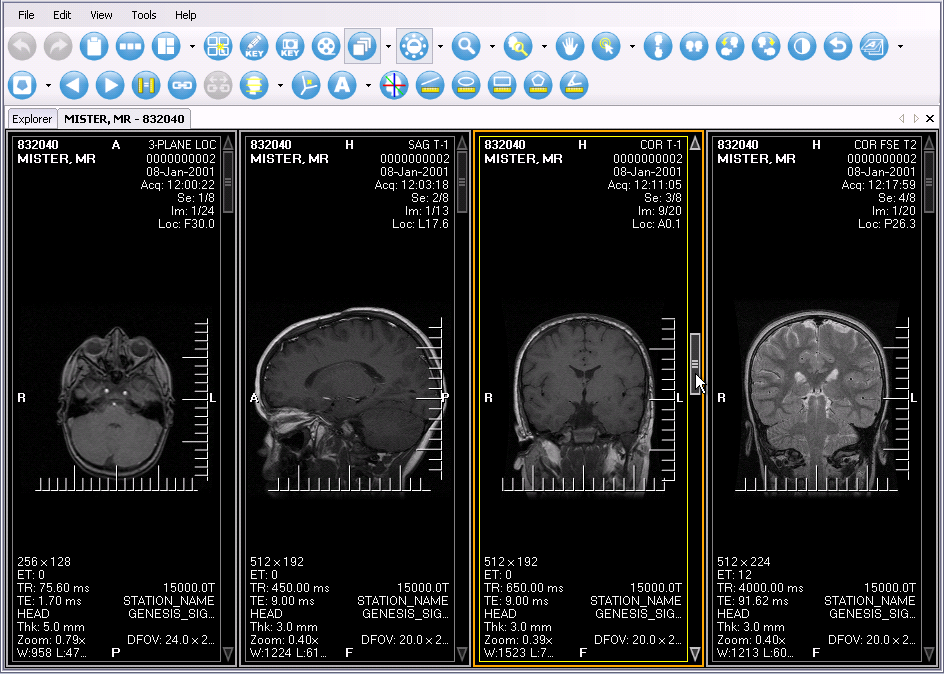 File Edit View Tools Help
KEY KEY
A
Explorer MISTER, MR - 832040
832040 A 3-PLANE LOC
MISTER, MR 0000000002
08-Jan-2001
Acq: 12:00:22
Se: 1/8
Im: 1/24
Loc: F30.0
R L
256 x 128
ET: 0
TR: 75.60 ms 15000.0T
TE: 1.70 ms STATION_NAME
HEAD GENESIS_SIG...
Thk: 5.0 mm
Zoom: 0.79x DFOV: 24.0 x 2...
W:958 L:47... P
832040 H SAG T-1
MISTER, MR 0000000002
08-Jan-2001
Acq: 12:03:18
Se: 2/8
Im: 1/13
Loc: L17.6
A P
512 x 192
ET: 0
TR: 450.00 ms 15000.0T
TE: 9.00 ms STATION_NAME
HEAD GENESIS_SIG...
Thk: 3.0 mm
Zoom: 0.40x DFOV: 20.0 x 2...
W:1224 L:61... F
832040 H COR T-1
MISTER, MR 0000000002
08-Jan-2001
Acq: 12:11:05
Se: 3/8
Im: 9/20
Loc: A0.1
R L
512 x 192
ET: 0
TR: 650.00 ms 15000.0T
TE: 9.00 ms STATION_NAME
HEAD GENESIS_SIG...
Thk: 3.0 mm
Zoom: 0.39x DFOV: 20.0 x 2...
W:1523 L:7... F
832040 H COR FSE T2
MISTER, MR 0000000002
08-Jan-2001
Acq: 12:17:59
Se: 4/8
Im: 1/20
Loc: P26.3
R L
512 x 224
ET: 12
TR: 4000.00 ms 15000.0T
TE: 91.62 ms STATION_NAME
HEAD GENESIS_SIG...
Thk: 3.0 mm
Zoom: 0.40x DFOV: 20.0 x 2...
W:1213 L:60... F